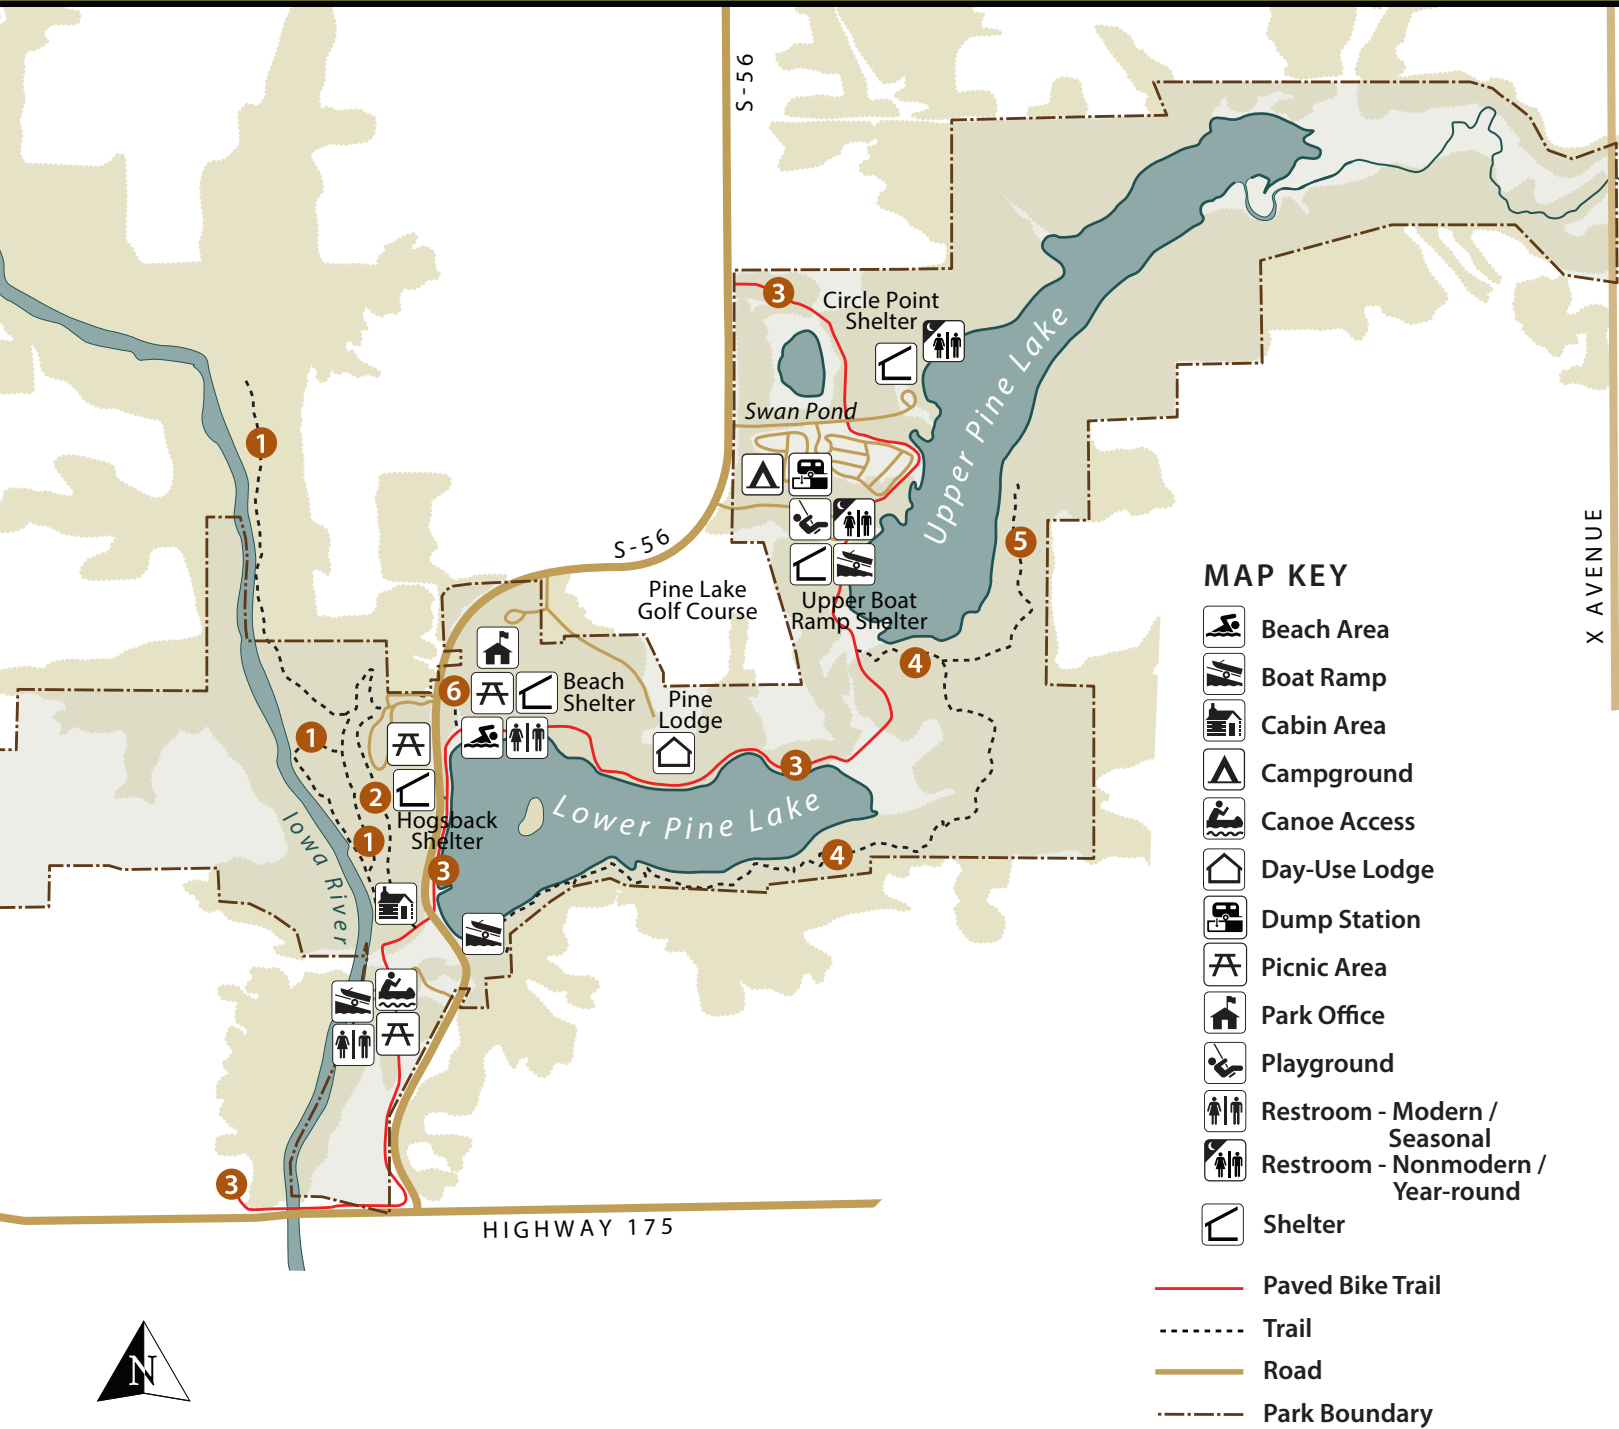 S-56
3
Circle Point
Shelter
Swan Pond
Upper Pine Lake
1
S-56
5
X AVENUE
Pine Lake
Golf Course
Upper Boat
Ramp Shelter
4
6
Beach
Shelter
Pine
Lodge
1
3
2
Lower Pine Lake
Hogsback
Shelter
1
3
4
Iowa River
3
HIGHWAY 175
N
MAP KEY
Beach Area
Boat Ramp
Cabin Area
Campground
Canoe Access
Day-Use Lodge
Dump Station
Picnic Area
Park Office
Playground
Restroom - Modern /
Seasonal
Restroom - Nonmodern /
Year-round
Shelter
Paved Bike Trail
Trail
Road
Park Boundary